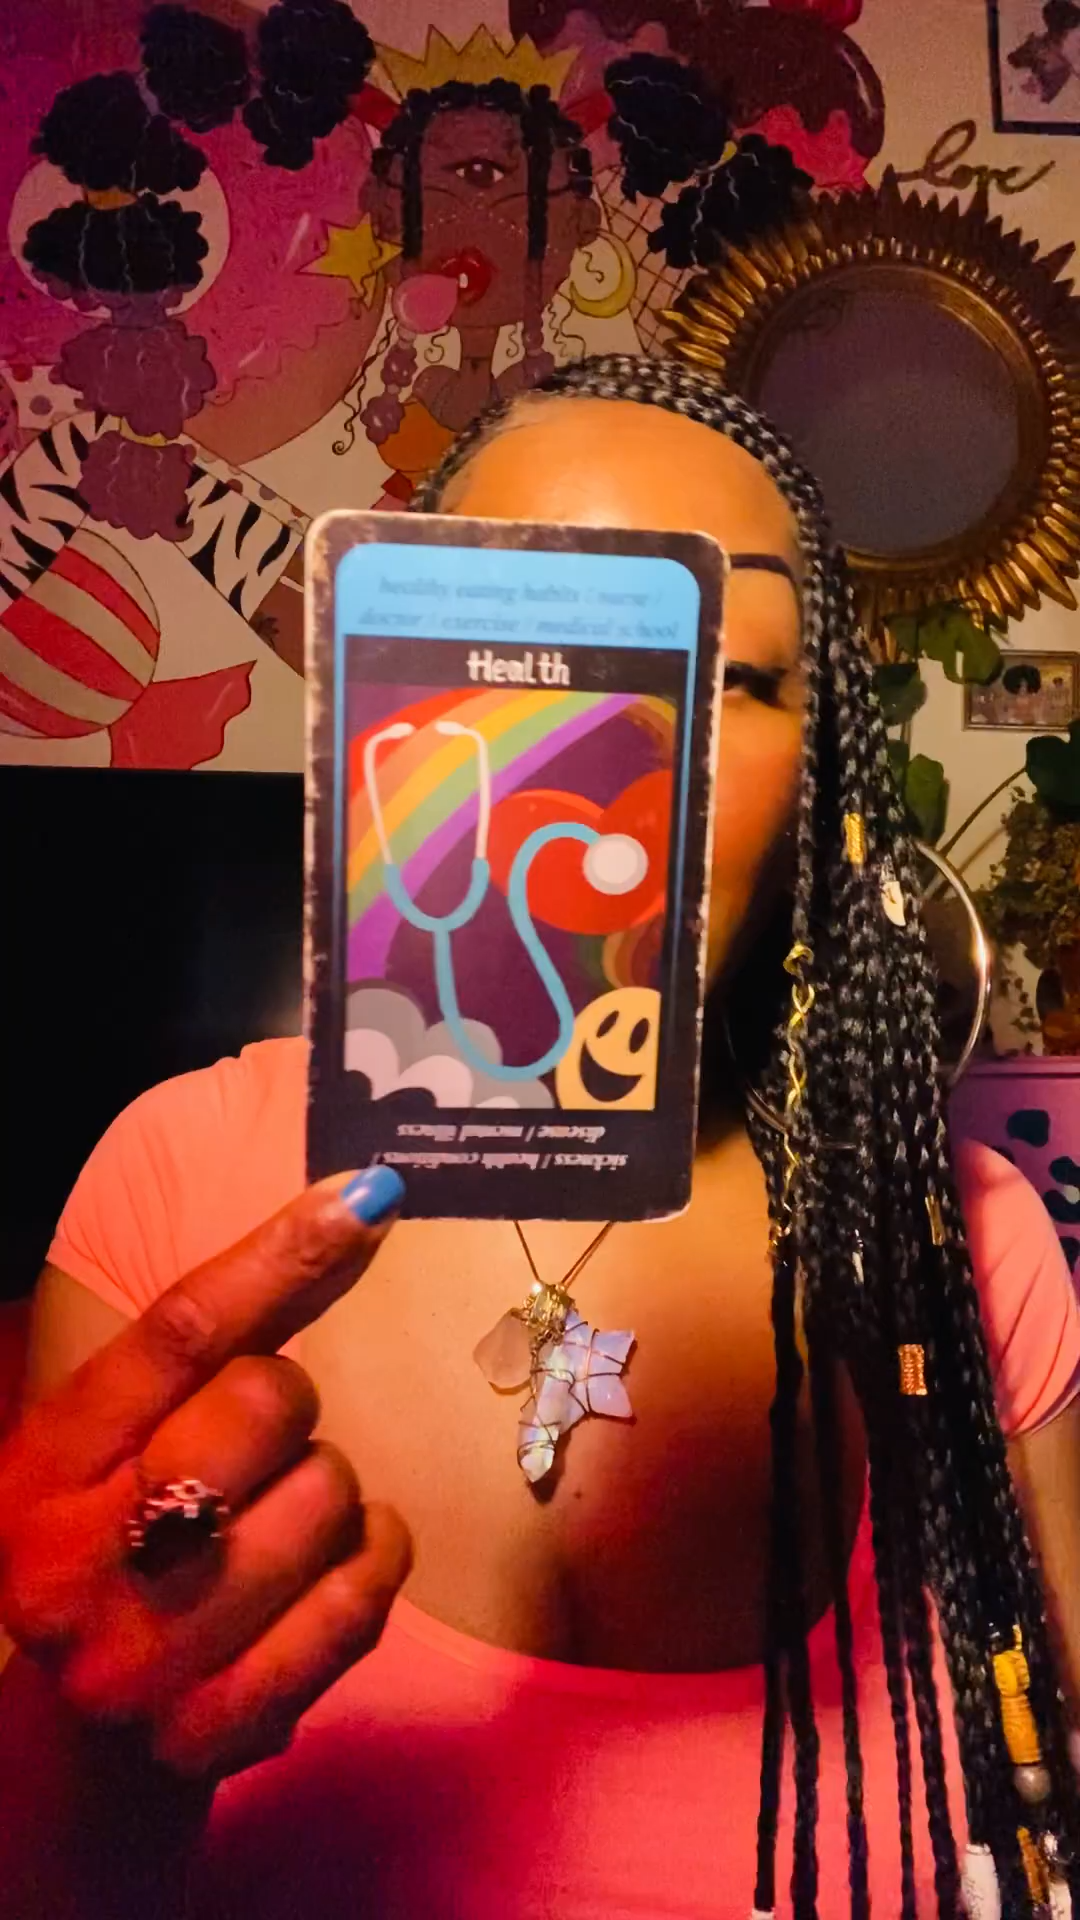 love
healthy eating habits / nurse /
doctor / exercise / medical school
Health
sickness / health conditions /
disease / mental illness